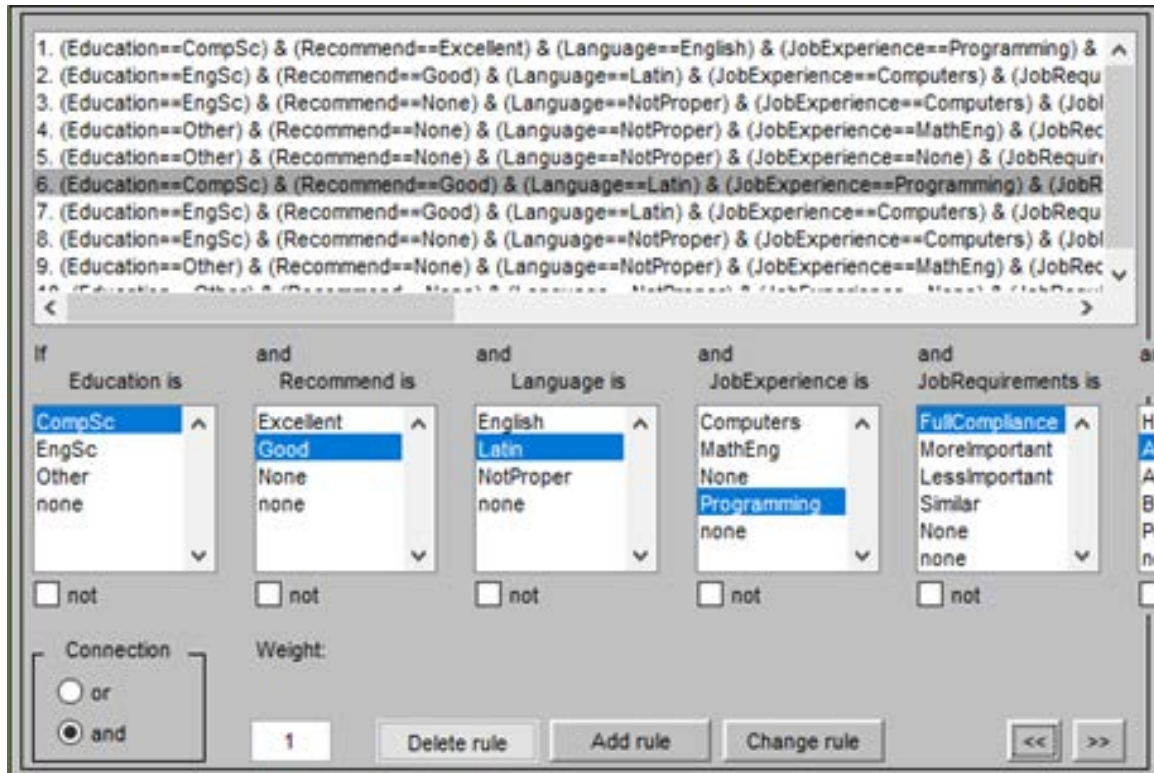 1. (Education==CompSc) & (Recommend==Excellent) & (Language==English) & (JobExperience==Programming) &
2. (Education==EngSc) & (Recommend==Good) & (Language==Latin) & (JobExperience==Computers) & (JobRequ
3. (Education==EngSc) & (Recommend==None) & (Language==NotProper) & (JobExperience==Computers) & (Jobl
4. (Education==Other) & (Recommend==None) & (Language==NotProper) & (JobExperience==MathEng) & (JobRec
5. (Education==Other) & (Recommend==None) & (Language==NotProper) & (JobExperience==None) & (JobRequir
6. (Education==CompSc) & (Recommend==Good) & (Language==Latin) & (JobExperience==Programming) & (JobR
7. (Education==EngSc) & (Recommend==Good) & (Language==Latin) & (JobExperience==Computers) & (JobRequ
8. (Education==EngSc) & (Recommend==None) & (Language==NotProper) & (JobExperience==Computers) & (Jobl
9. (Education==Other) & (Recommend==None) & (Language==NotProper) & (JobExperience==MathEng) & (JobRec
If and and and and
Education is Recommend is Language is JobExperience is JobRequirements is
CompSc Excellent English Computers FullCompliance H
EngSc Good Latin MathEng MoreImportant A
Other None NotProper None LessImportant A
none none none Programming Similar B
none None
none
not not not not not
Connection Weight:
or
and 1 Delete rule Add rule Change rule << >>